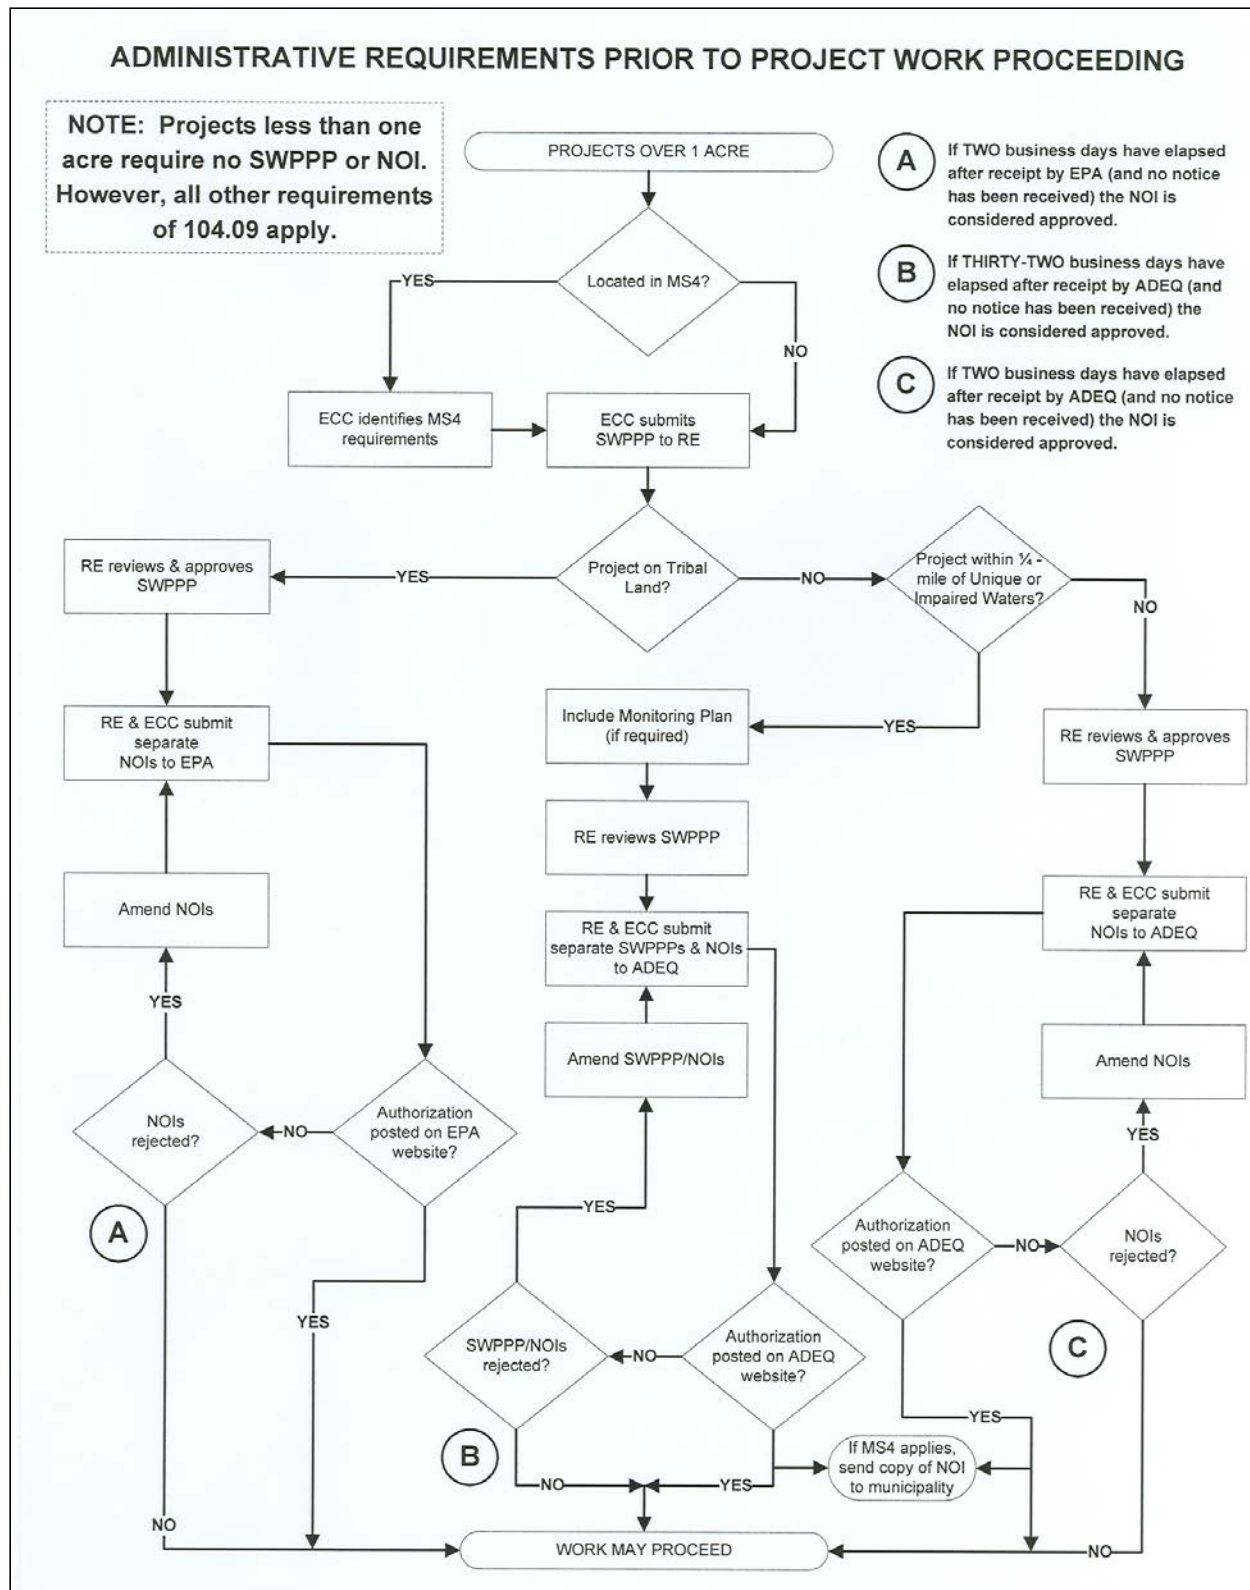 ADMINISTRATIVE REQUIREMENTS PRIOR TO PROJECT WORK PROCEEDING
NOTE: Projects less than one
acre require no SWPPP or NOI.
However, all other requirements
of 104.09 apply.
PROJECTS OVER 1 ACRE
A
If TWO business days have elapsed
after receipt by EPA (and no notice
has been received) the NOI is
considered approved.
B
If THIRTY-TWO business days have
elapsed after receipt by ADEQ (and
no notice has been received) the
NOI is considered approved.
C
If TWO business days have elapsed
after receipt by ADEQ (and no notice
has been received) the NOI is
considered approved.
Located in MS4?
YES
NO
ECC identifies MS4
requirements
ECC submits
SWPPP to RE
Project on Tribal
Land?
YES
NO
Project within ¼ -
mile of Unique or
Impaired Waters?
NO
YES
RE reviews & approves
SWPPP
RE & ECC submit
separate
NOIs to EPA
Amend NOIs
YES
NOIs
rejected?
NO
Authorization
posted on EPA
website?
A
YES
NO
Include Monitoring Plan
(if required)
RE reviews SWPPP
RE & ECC submit
separate SWPPPs & NOIs
to ADEQ
Amend SWPPP/NOIs
YES
SWPPP/NOIs
rejected?
NO
Authorization
posted on ADEQ
website?
B
NO
YES
RE reviews & approves
SWPPP
RE & ECC submit
separate
NOIs to ADEQ
Amend NOIs
YES
Authorization
posted on ADEQ
website?
NO
NOIs
rejected?
C
YES
If MS4 applies,
send copy of NOI
to municipality
NO
WORK MAY PROCEED